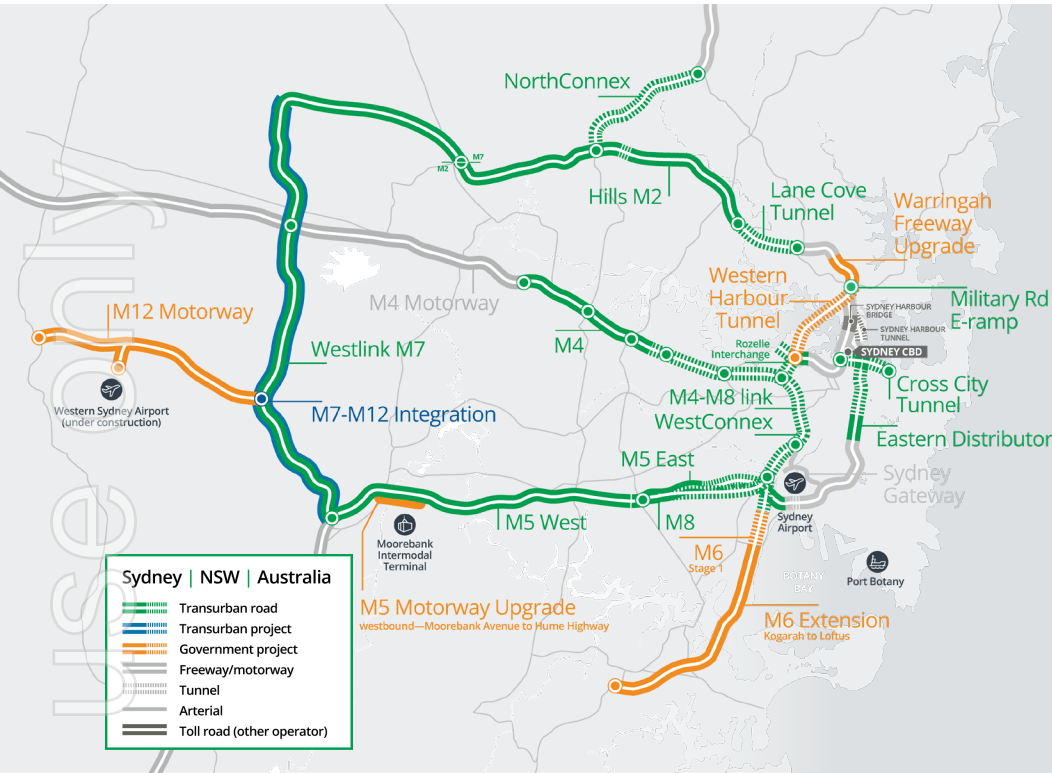 NorthConnex
M7
M2
Hills M2
Lane Cove
Tunnel
Warringah
Freeway
Upgrade
Western
Harbour
Tunnel
Military Rd
E-ramp
SYDNEY HARBOUR
BRIDGE
SYDNEY HARBOUR
TUNNEL
SYDNEY CBD
Rozelle
Interchange
M4 Motorway
M12 Motorway
M4
Westlink M7
M4-M8 link
WestConnex
Cross City
Tunnel
Western Sydney Airport
(under construction)
M7-M12 Integration
Eastern Distributor
M5 East
Sydney
Gateway
M5 West
M8
Sydney
Airport
Moorebank
Intermodal
Terminal
M6
Stage 1
BOTANY
BAY
Port Botany
M5 Motorway Upgrade
westbound—Moorebank Avenue to Hume Highway
M6 Extension
Kogarah to Loftus
Sydney | NSW | Australia
Transurban road
Transurban project
Government project
Freeway/motorway
Tunnel
Arterial
Toll road (other operator)
use only